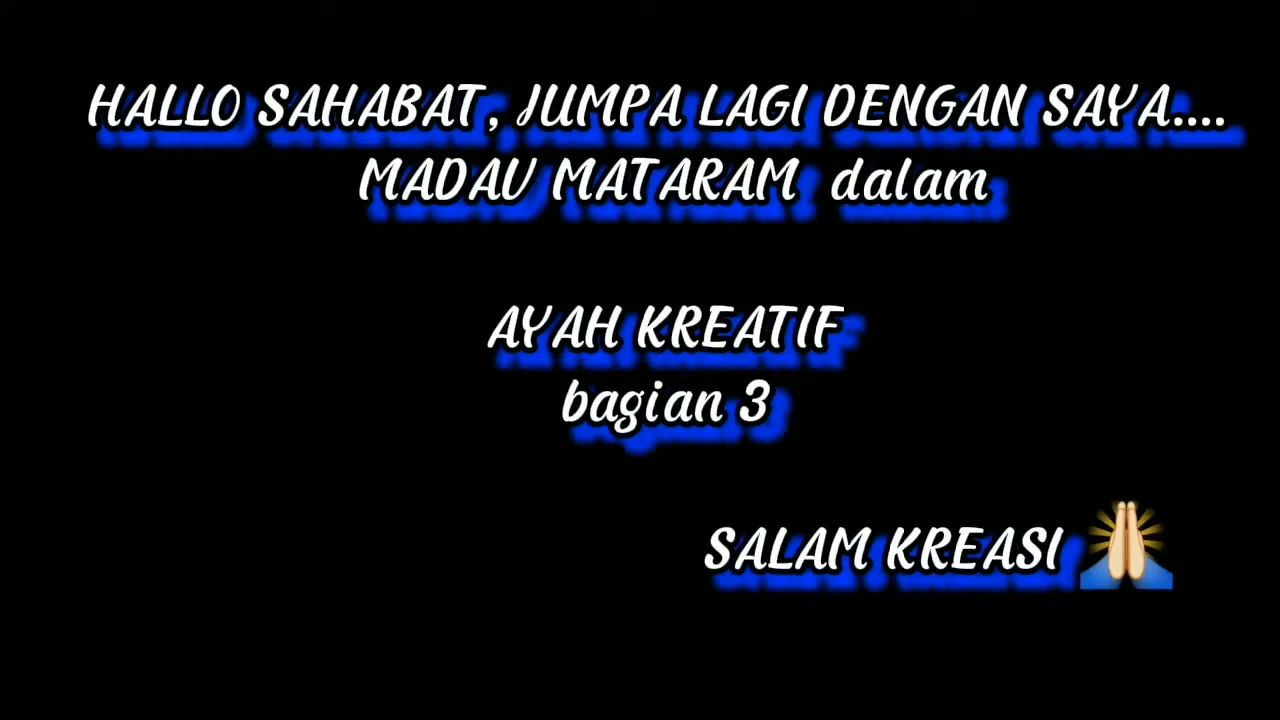 HALLO SAHABAT, JUMPA LAGI DENGAN SAYA....
MADAU MATARAM dalam
AYAH KREATIF
bagian 3
SALAM KREASI 🙏